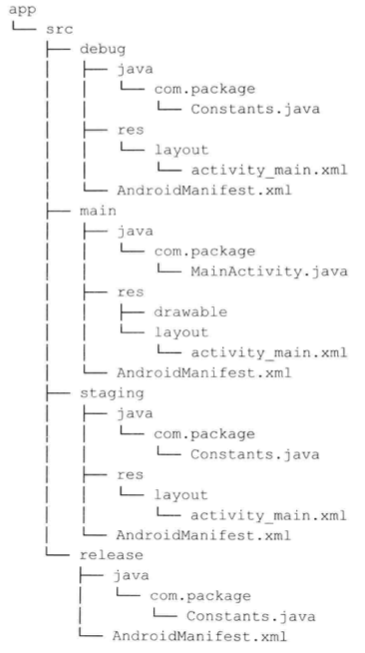 app
└── src
    ├── debug
    │   ├── java
    │   │   └── com.package
    │   │       └── Constants.java
    │   ├── res
    │   │   └── layout
    │   │       └── activity_main.xml
    │   └── AndroidManifest.xml
    ├── main
    │   ├── java
    │   │   └── com.package
    │   │       └── MainActivity.java
    │   ├── res
    │   │   ├── drawable
    │   │   └── layout
    │   │       └── activity_main.xml
    │   └── AndroidManifest.xml
    ├── staging
    │   ├── java
    │   │   └── com.package
    │   │       └── Constants.java
    │   ├── res
    │   │   └── layout
    │   │       └── activity_main.xml
    │   └── AndroidManifest.xml
    └── release
        ├── java
        │   └── com.package
        │       └── Constants.java
        └── AndroidManifest.xml